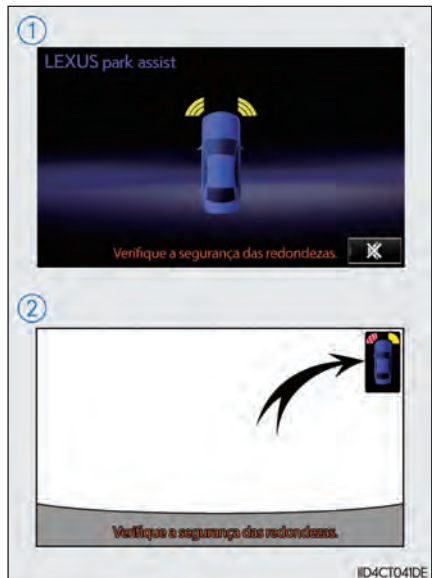 1
LEXUS park assist
Verifique a segurança das redondezas.
2
Verifique a segurança das redondezas.
IID4CT041DE